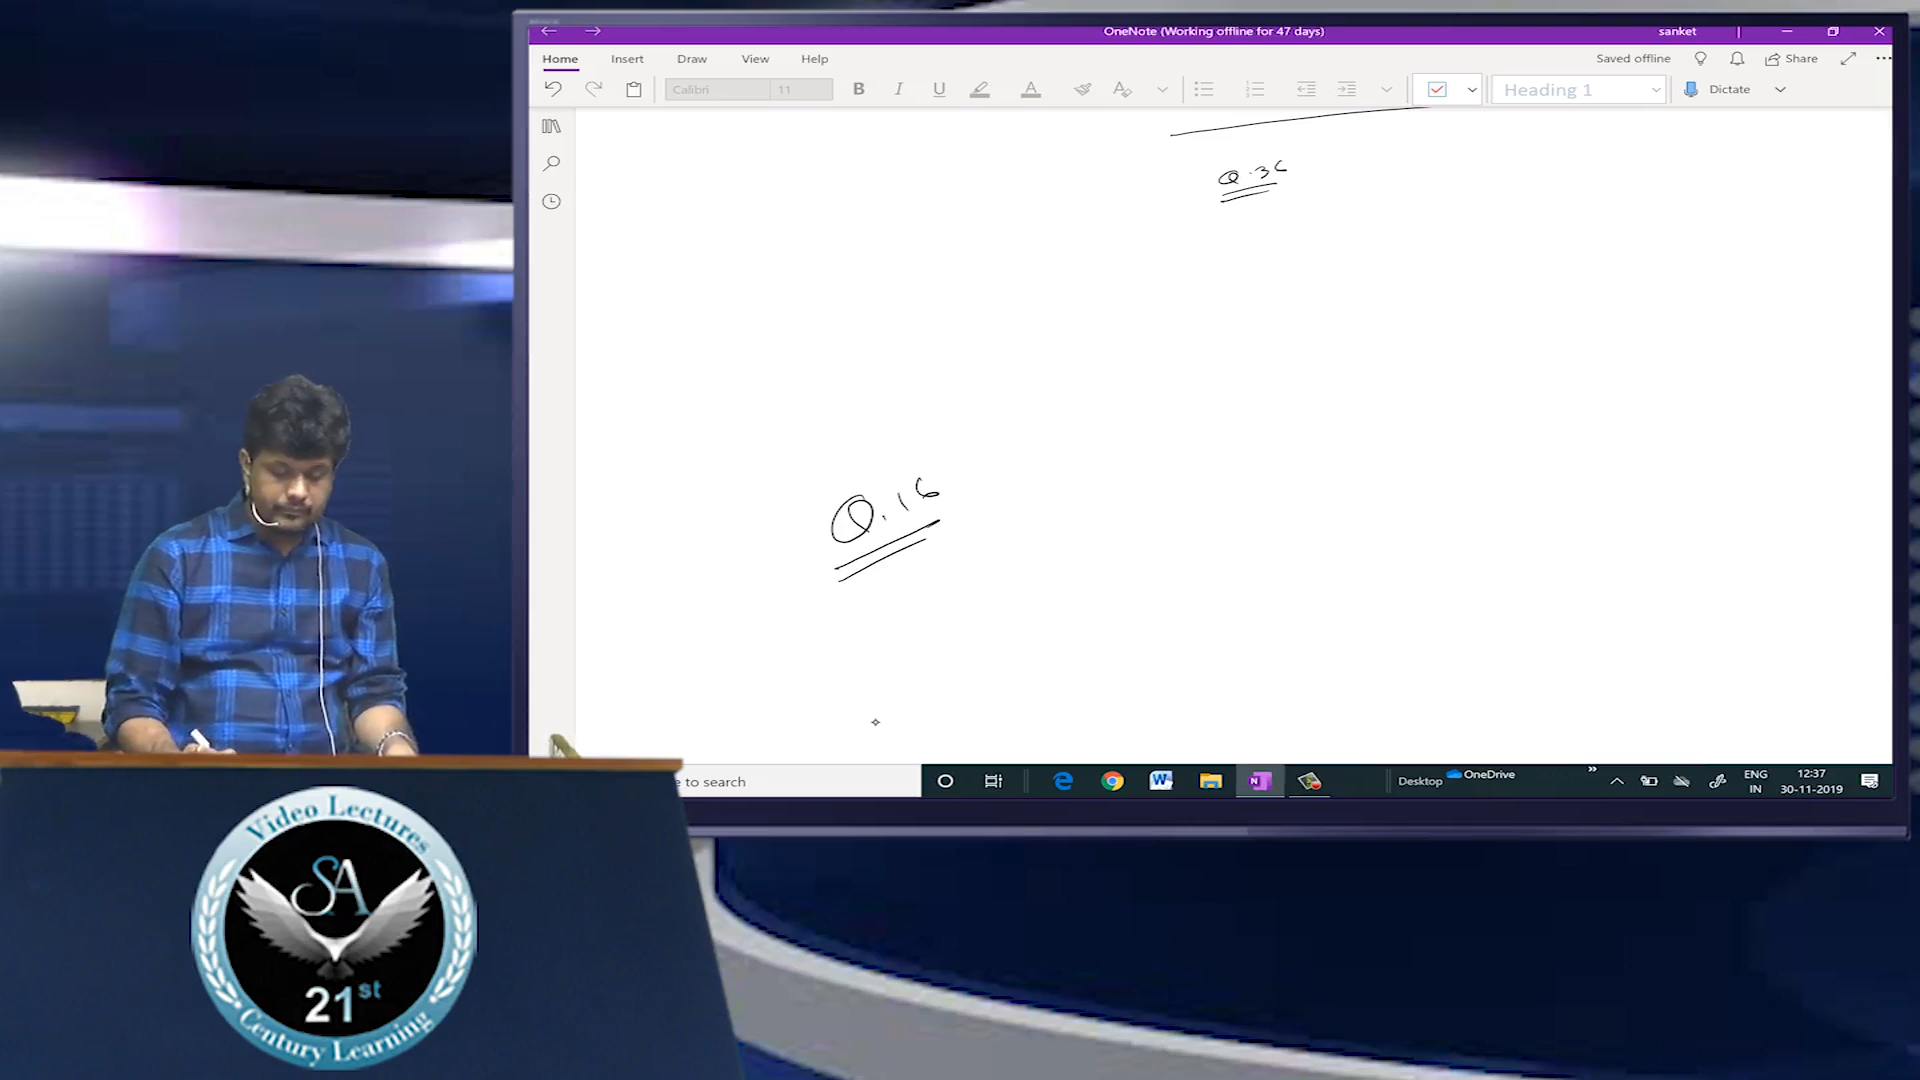 OneNote (Working offline for 47 days)
sanket
Home Insert Draw View Help
Saved offline
Share
Calibri 11
B I U A
Heading 1
Dictate
Q.36
Q.16
e to search
Desktop
OneDrive
ENG
IN
12:37
30-11-2019
Video Lectures
SA
21st
Century Learning